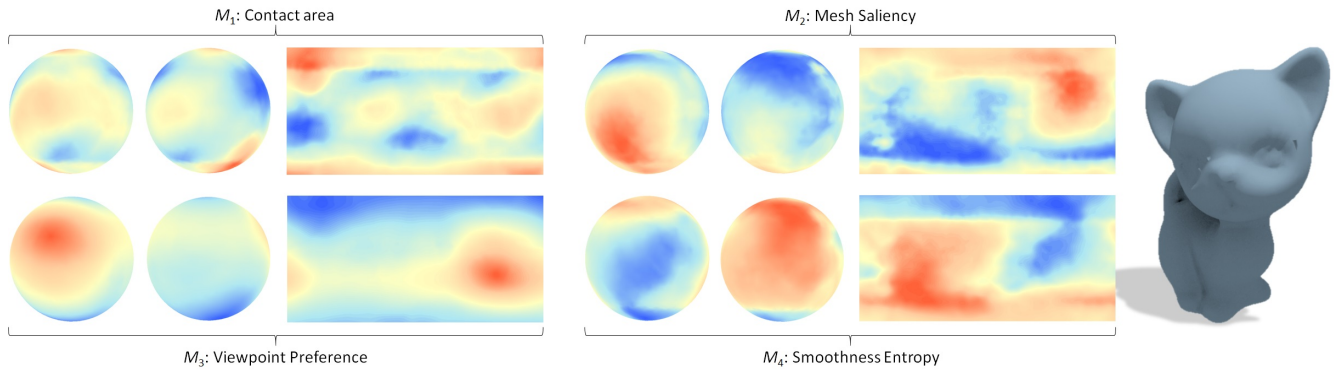 M1: Contact area
M2: Mesh Saliency
M3: Viewpoint Preference
M4: Smoothness Entropy